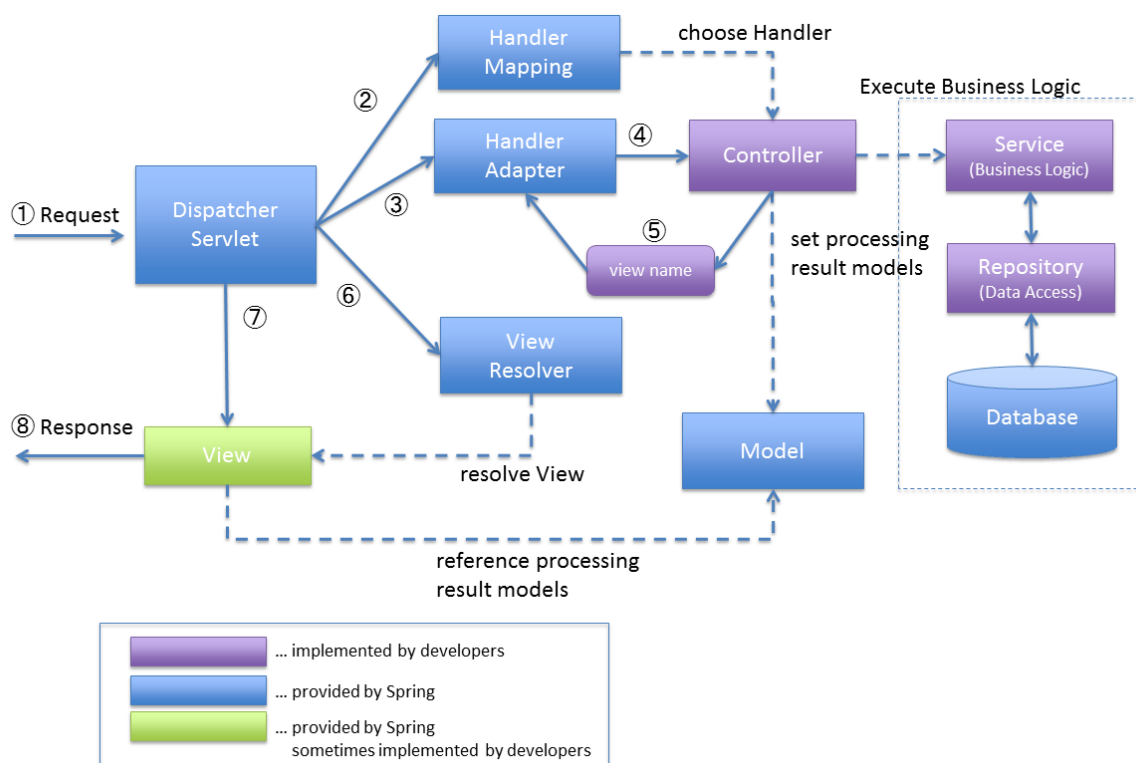 Handler
Mapping
choose Handler
Execute Business Logic
②
Handler
Adapter
④
Controller
Service
(Business Logic)
① Request
Dispatcher
Servlet
③
⑤
view name
set processing
result models
Repository
(Data Access)
⑥
⑦
View
Resolver
Database
⑧ Response
View
resolve View
Model
reference processing
result models
... implemented by developers
... provided by Spring
... provided by Spring
sometimes implemented by developers